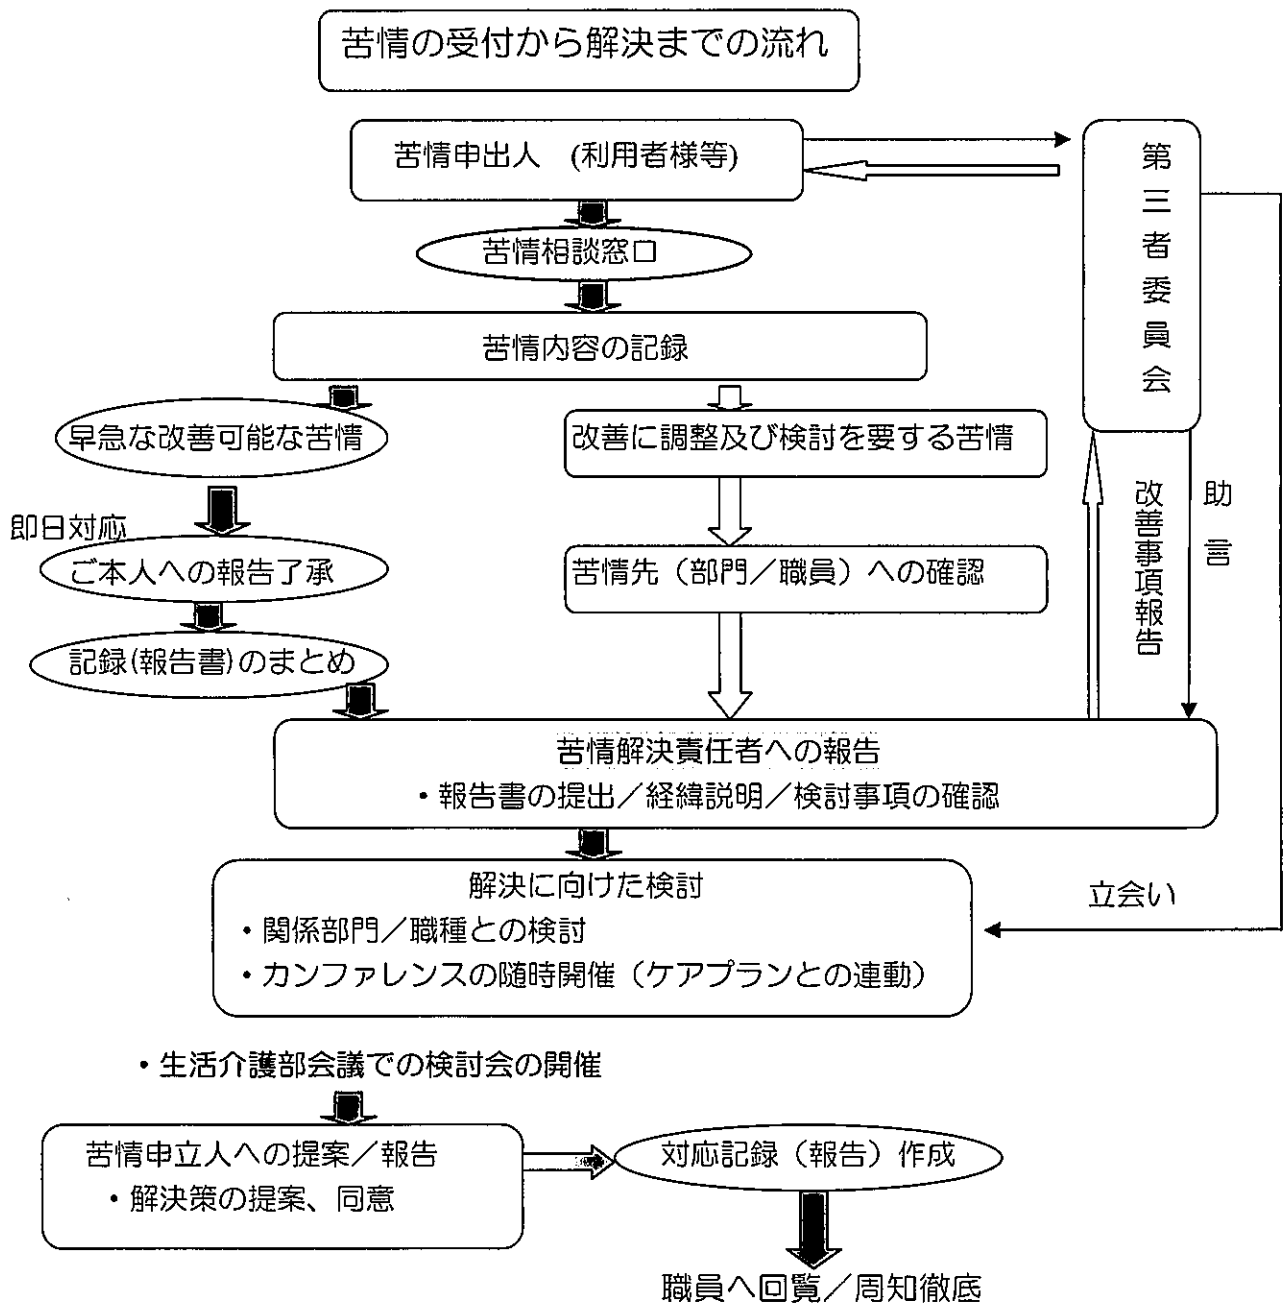 苦情の受付から解決までの流れ
苦情申出人　(利用者様等)
第三者委員会
苦情相談窓口
苦情内容の記録
早急な改善可能な苦情
改善に調整及び検討を要する苦情
即日対応
ご本人への報告了承
苦情先（部門／職員）への確認
改善事項報告
助言
記録(報告書)のまとめ
苦情解決責任者への報告
・報告書の提出／経緯説明／検討事項の確認
解決に向けた検討
・関係部門／職種との検討
・カンファレンスの随時開催（ケアプランとの連動）
立会い
・生活介護部会議での検討会の開催
苦情申立人への提案／報告
・解決策の提案、同意
対応記録（報告）作成
職員へ回覧／周知徹底